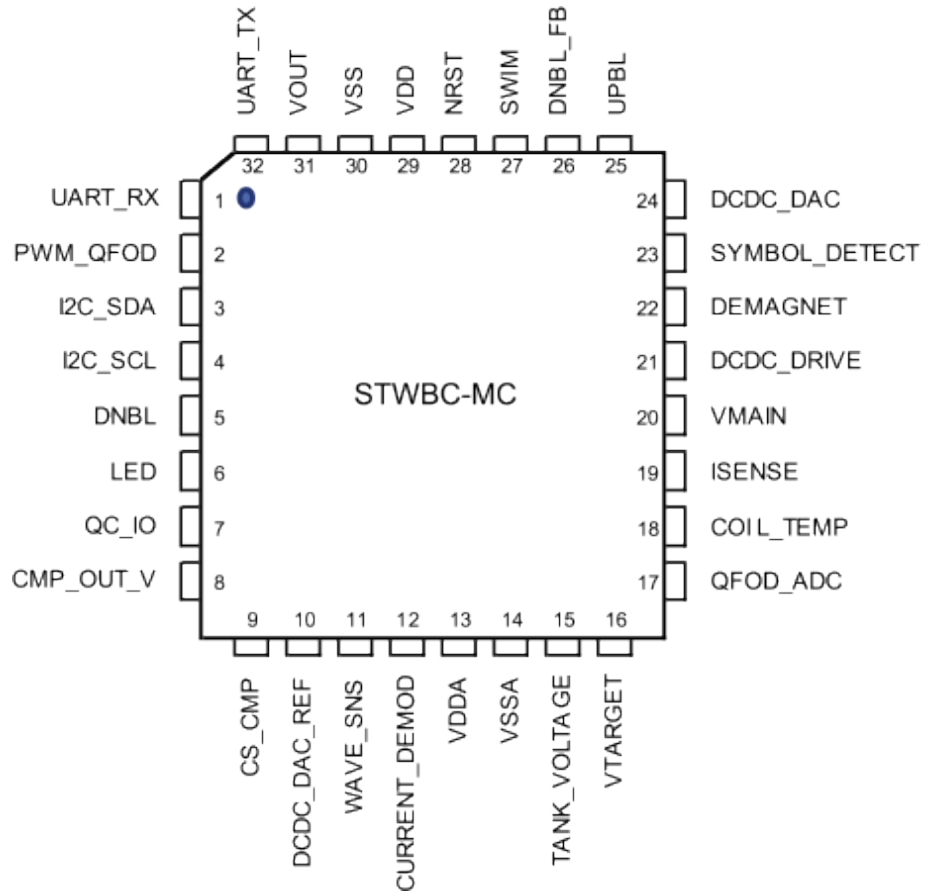 UART_TX
VOUT
VSS
VDD
NRST
SWIM
DNBL_FB
UPBL
32 31 30 29 28 27 26 25
UART_RX 1 24 DCDC_DAC
PWM_QFOD 2 23 SYMBOL_DETECT
I2C_SDA 3 22 DEMAGNET
I2C_SCL 4 21 DCDC_DRIVE
STWBC-MC
DNBL 5 20 VMAIN
LED 6 19 ISENSE
QC_IO 7 18 COIL_TEMP
CMP_OUT_V 8 17 QFOD_ADC
9 10 11 12 13 14 15 16
CS_CMP
DCDC_DAC_REF
WAVE_SNS
CURRENT_DEMOD
VDDA
VSSA
TANK_VOLTAGE
VTARGET